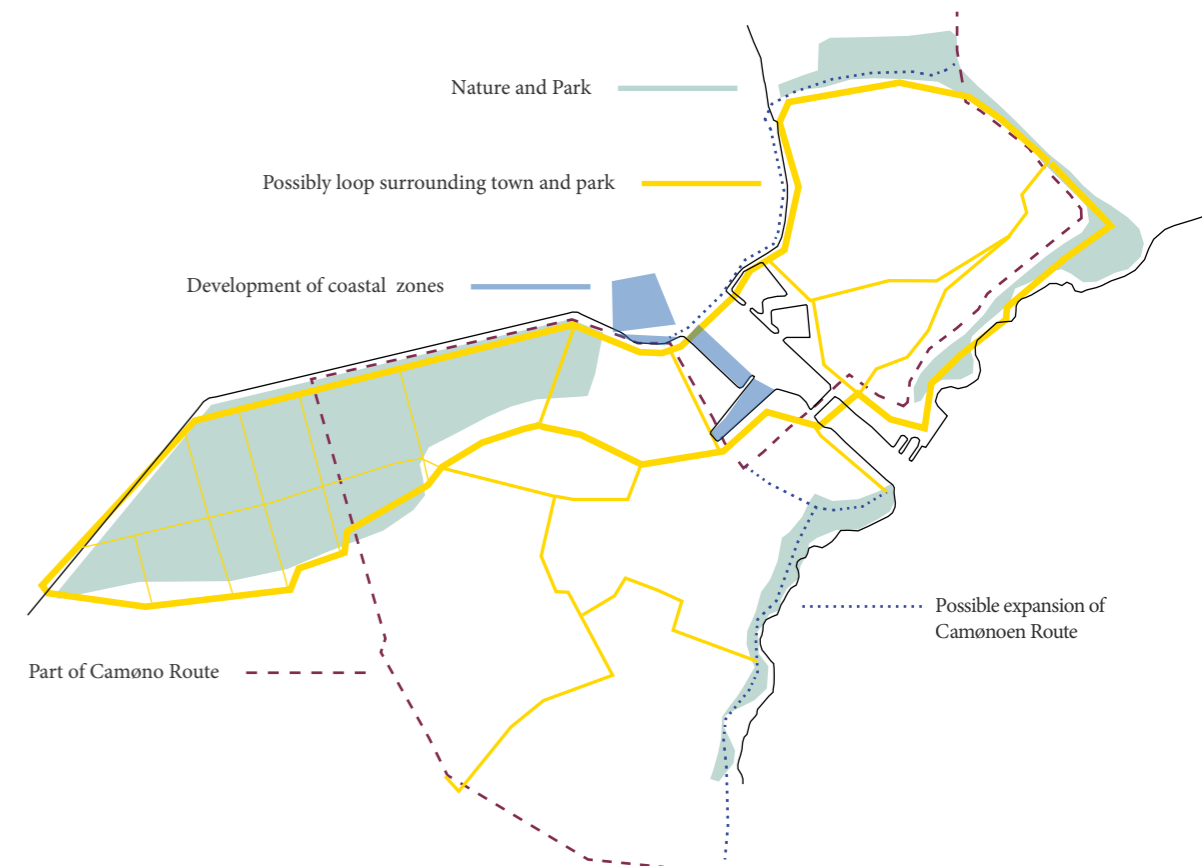 Nature and Park
Possibly loop surrounding town and park
Development of coastal zones
Possible expansion of
Camønoen Route
Part of Camøno Route